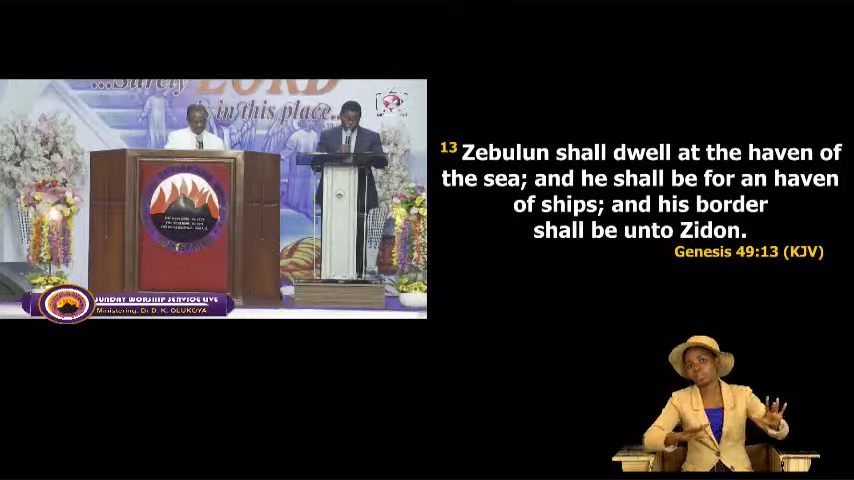 ...surely LORD
is in this place...
SUNDAY WORSHIP SERVICE LIVE
Ministering. Dr D. K. OLUKOYA
13 Zebulun shall dwell at the haven of
the sea; and he shall be for an haven
of ships; and his border
shall be unto Zidon.
Genesis 49:13 (KJV)